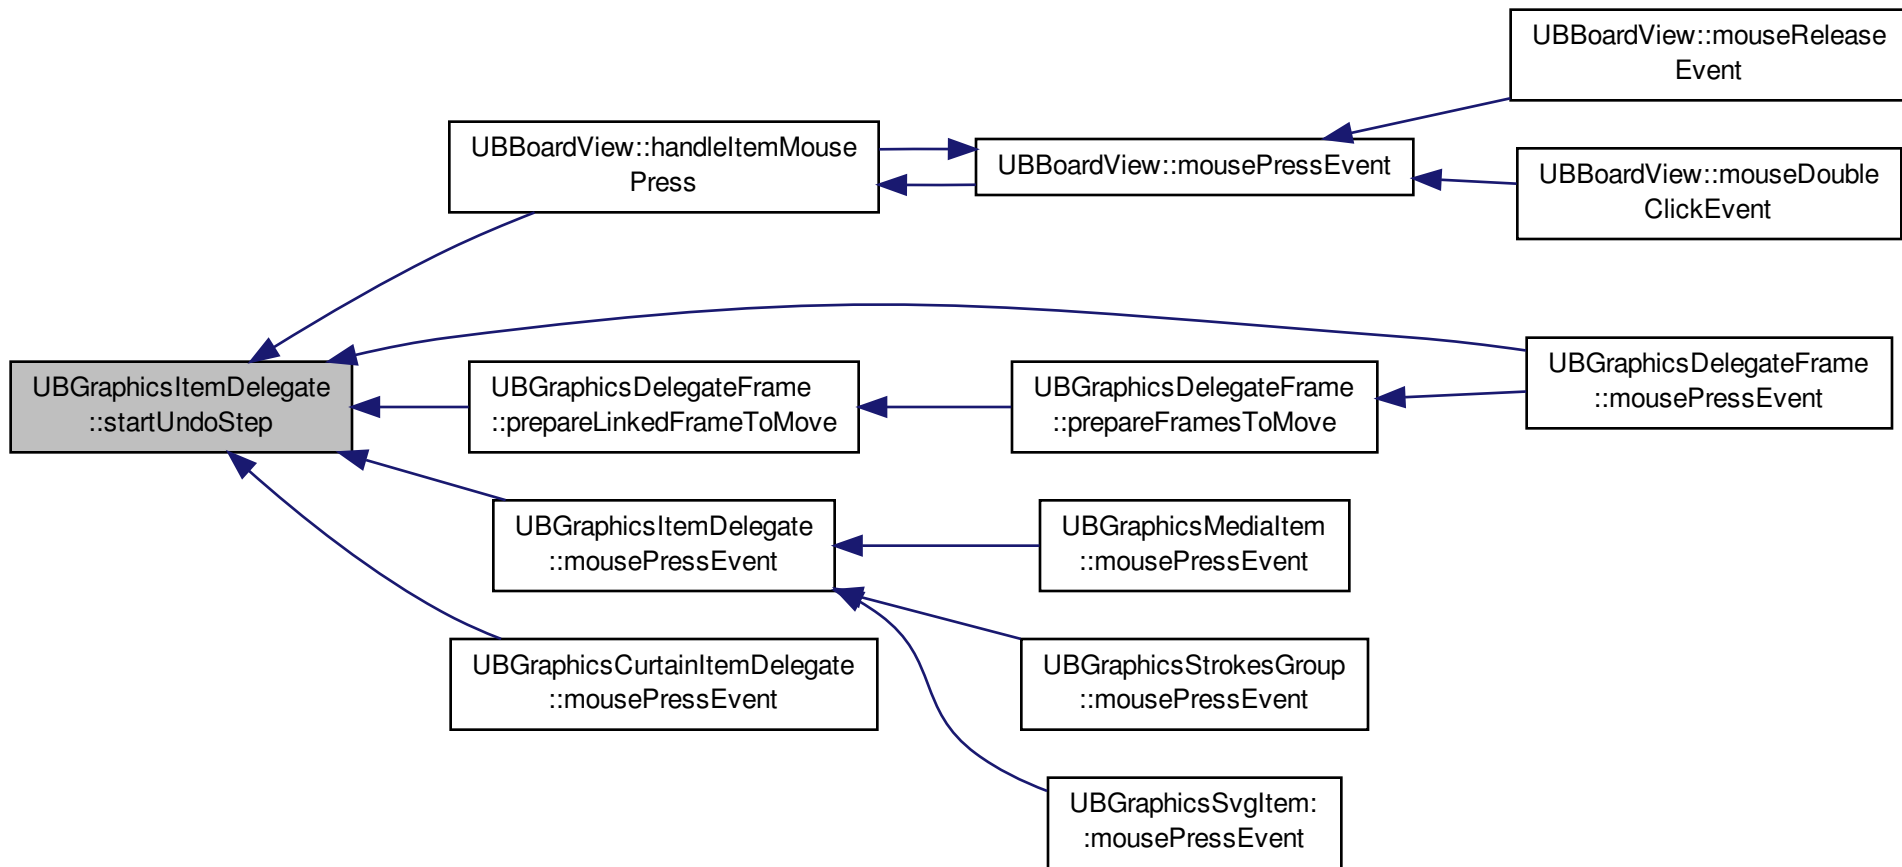 UBBoardView::mouseRelease
Event
UBBoardView::handleItemMouse
Press
UBBoardView::mousePressEvent
UBBoardView::mouseDouble
ClickEvent
UBGraphicsItemDelegate
::startUndoStep
UBGraphicsDelegateFrame
::prepareLinkedFrameToMove
UBGraphicsDelegateFrame
::prepareFramesToMove
UBGraphicsDelegateFrame
::mousePressEvent
UBGraphicsItemDelegate
::mousePressEvent
UBGraphicsMediaItem
::mousePressEvent
UBGraphicsCurtainItemDelegate
::mousePressEvent
UBGraphicsStrokesGroup
::mousePressEvent
UBGraphicsSvgItem:
:mousePressEvent